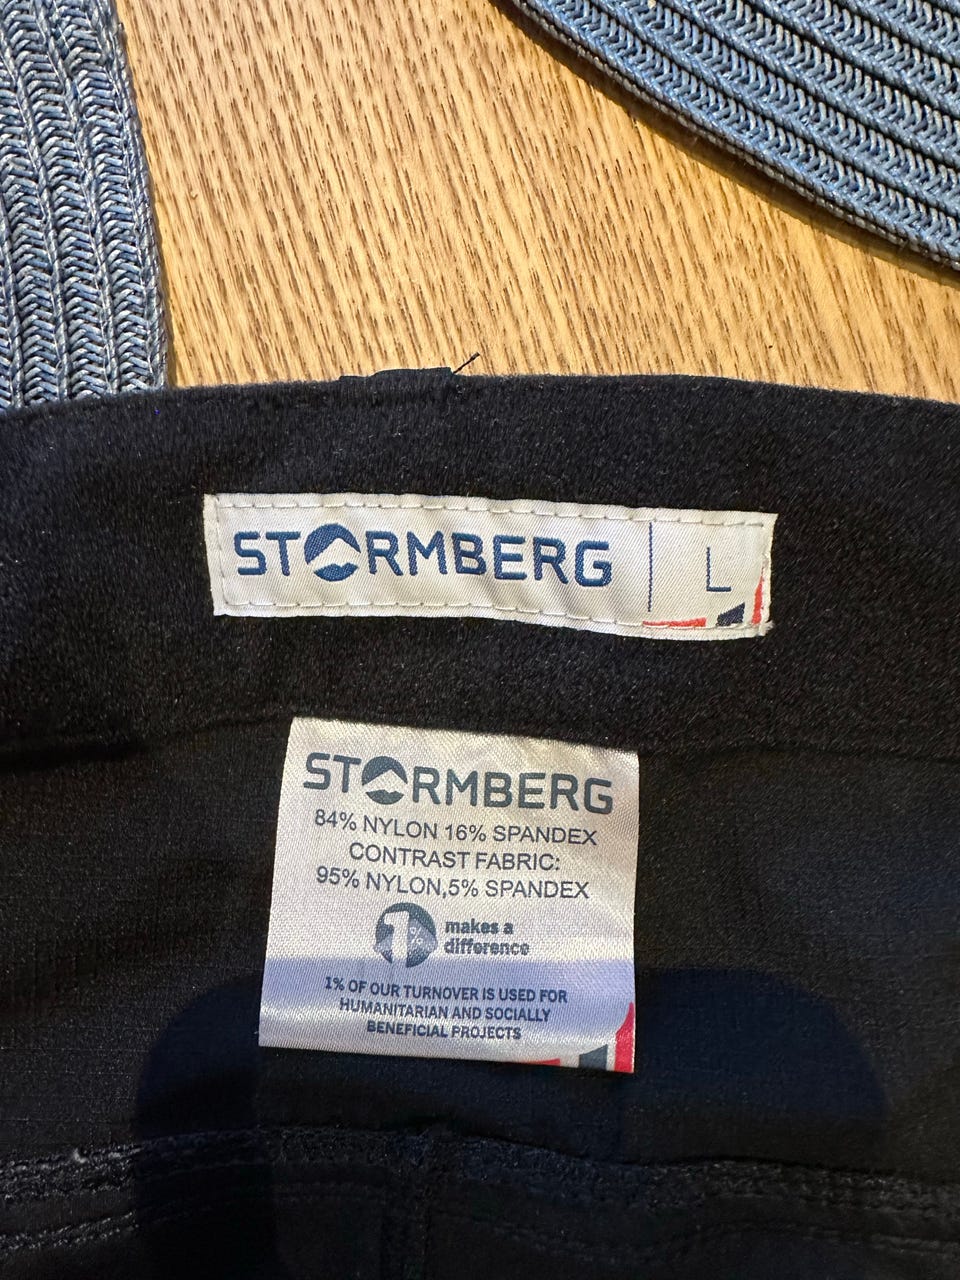 STORMBERG L
STORMBERG
84% NYLON 16% SPANDEX
CONTRAST FABRIC:
95% NYLON,5% SPANDEX
1% makes a
difference
1% OF OUR TURNOVER IS USED FOR
HUMANITARIAN AND SOCIALLY
BENEFICIAL PROJECTS